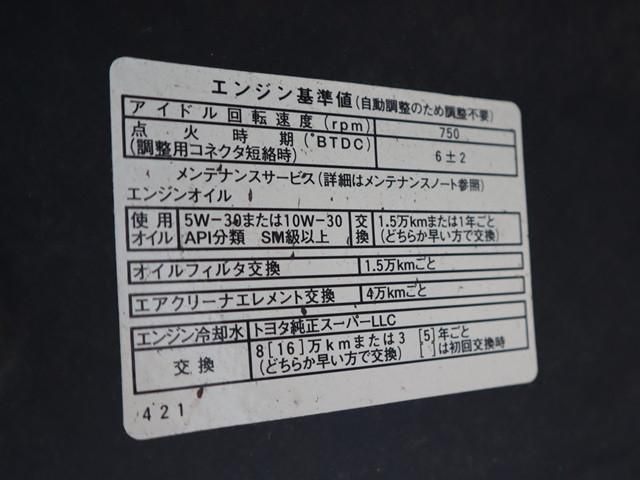 エンジン基準値(自動調整のため調整不要)
アイドル回転速度(rpm) 750
点火時期(°BTDC) 6±2
(調整用コネクタ短絡時)
メンテナンスサービス(詳細はメンテナンスノート参照)
エンジンオイル
使用 5W-30または10W-30 交 1.5万kmまたは1年ごと
オイル API分類 SM級以上 換 (どちらか早い方で交換)
オイルフィルタ交換 1.5万kmごと
エアクリーナエレメント交換 4万kmごと
エンジン冷却水 トヨタ純正スーパーLLC
交換 8[16]万kmまたは3[5]年ごと
(どちらか早い方で交換) [ ]は初回交換時
421